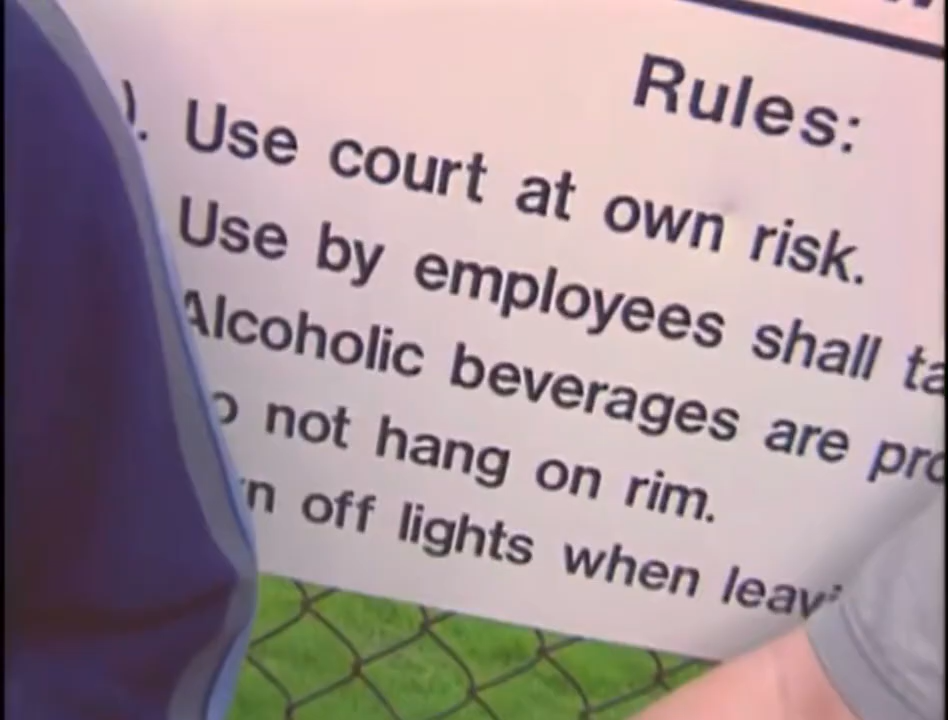 Rules:
). Use court at own risk.
Use by employees shall
Alcoholic beverages are
not hang on rim.
off lights when